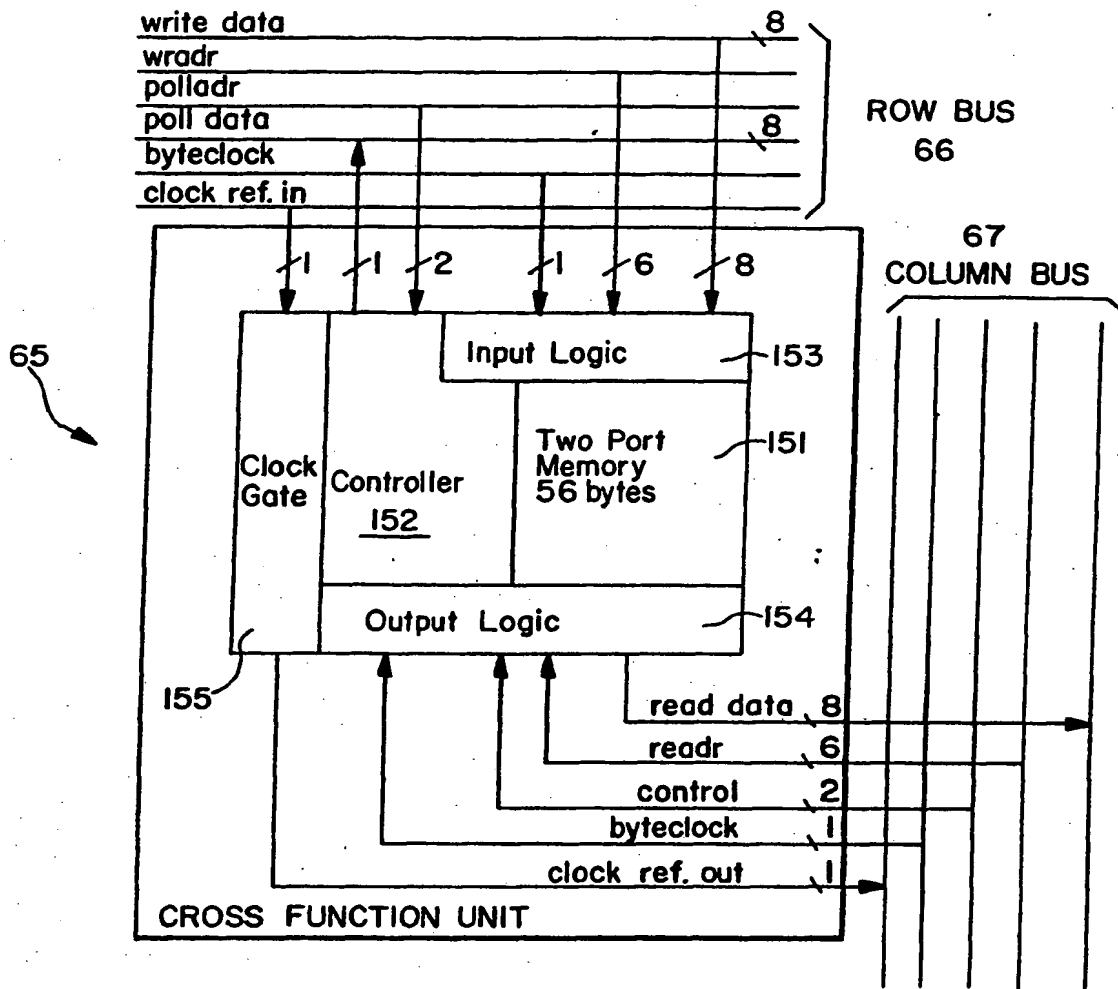 write data 8
wradr
polladr
poll data 8
byteclock
clock ref. in
ROW BUS
66
1 1 2 1 6 8
67
COLUMN BUS
65
Input Logic 153
Two Port
Memory
56 bytes
151
Clock
Gate
Controller
152
Output Logic 154
155
read data 8
readr 6
control 2
byteclock 1
clock ref. out 1
CROSS FUNCTION UNIT